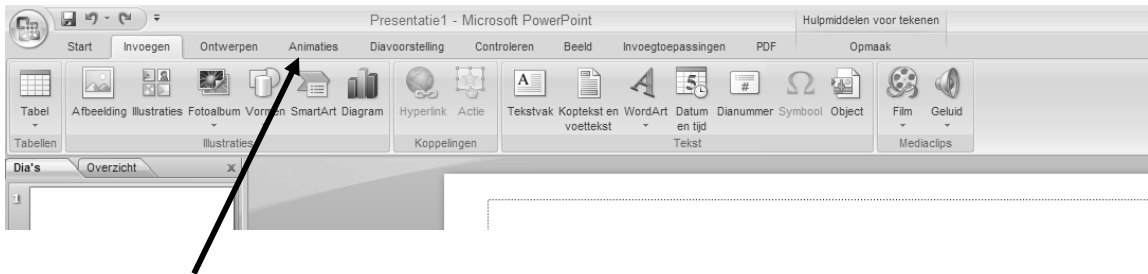 Presentatie1 - Microsoft PowerPoint Hulpmiddelen voor tekenen
Start Invoegen Ontwerpen Animaties Diavoorstelling Controleren Beeld Invoegtoepassingen PDF Opmaak
Tabel Afbeelding Illustraties Fotoalbum Vormen SmartArt Diagram Hyperlink Actie Tekstvak Koptekst en voettekst WordArt Datum en tijd Dianummer Symbool Object Film Geluid
Tabellen Illustraties Koppelingen Tekst Mediaclips
Dia's Overzicht x
1